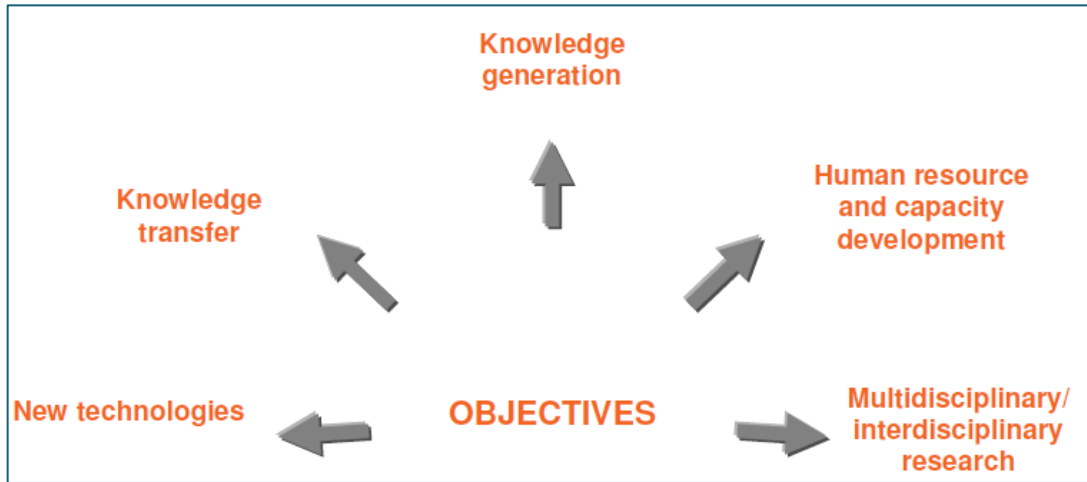 Knowledge
generation
Knowledge
transfer
Human resource
and capacity
development
New technologies
OBJECTIVES
Multidisciplinary/
interdisciplinary
research